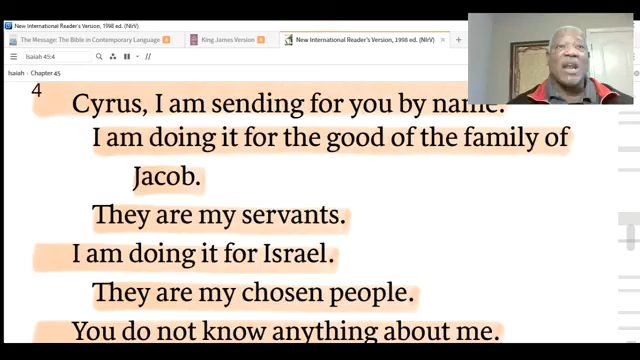 New International Reader's Version, 1998 ed. (NIrV)
The Message: The Bible in Contemporary Language
King James Version
New International Reader's Version, 1998 ed. (NIrV)
Isaiah 45:4
Isaiah · Chapter 45
4
Cyrus, I am sending for you by name.
I am doing it for the good of the family of
Jacob.
They are my servants.
I am doing it for Israel.
They are my chosen people.
You do not know anything about me.